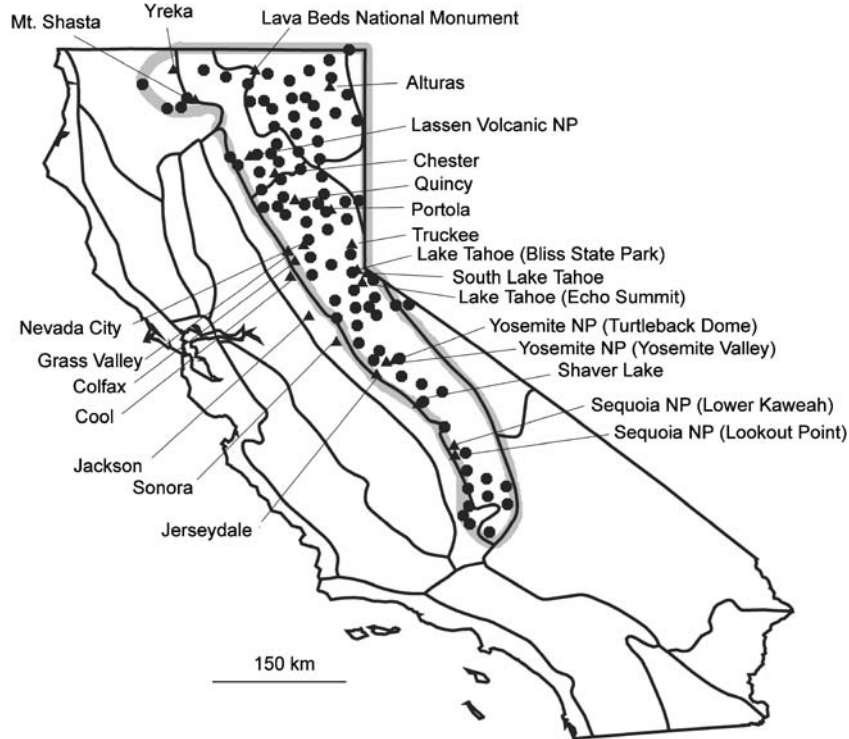 Yreka
Lava Beds National Monument
Mt. Shasta
Alturas
Lassen Volcanic NP
Chester
Quincy
Portola
Truckee
Lake Tahoe (Bliss State Park)
South Lake Tahoe
Lake Tahoe (Echo Summit)
Nevada City
Yosemite NP (Turtleback Dome)
Grass Valley
Yosemite NP (Yosemite Valley)
Colfax
Shaver Lake
Cool
Sequoia NP (Lower Kaweah)
Sequoia NP (Lookout Point)
Jackson
Sonora
Jerseydale
150 km